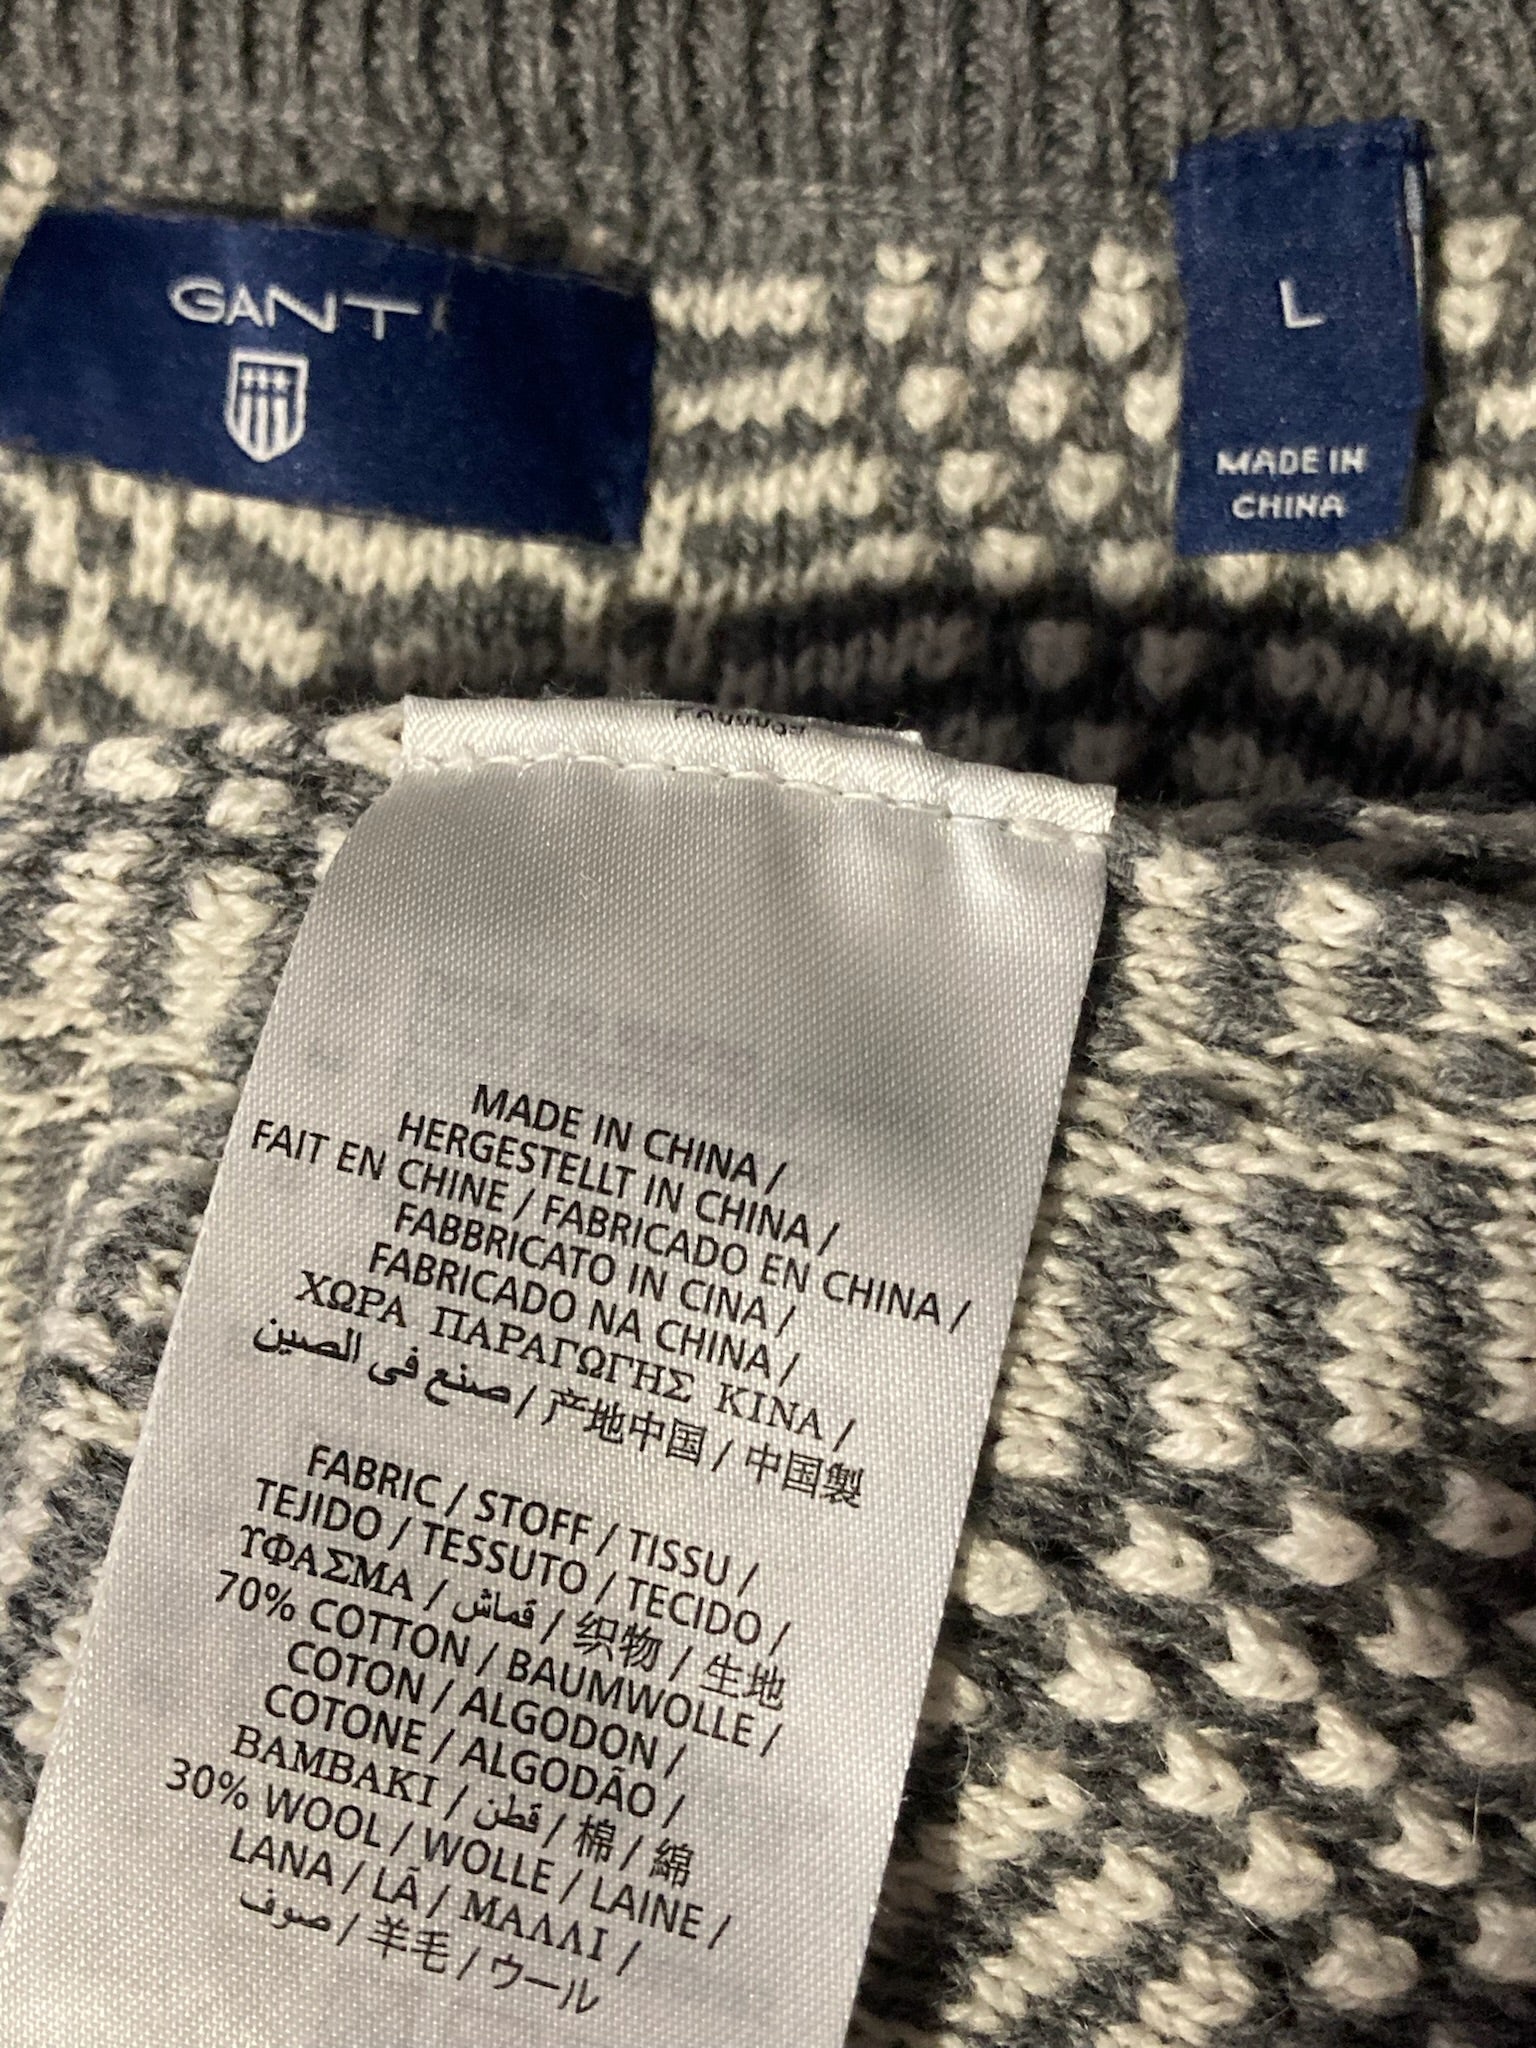 GANT
L
MADE IN
CHINA
MADE IN CHINA /
HERGESTELLT IN CHINA /
FAIT EN CHINE / FABRICADO EN CHINA /
FABBRICATO IN CINA /
FABRICADO NA CHINA /
ΧΩΡΑ ΠΑΡΑΓΩΓΗΣ ΚΙΝΑ /
صنع في الصين / 产地中国 / 中国製
FABRIC / STOFF / TISSU /
TEJIDO / TESSUTO / TECIDO /
ΥΦΑΣΜΑ / قماش / 织物 / 生地
70% COTTON / BAUMWOLLE /
COTON / ALGODON /
COTONE / ALGODÃO /
ΒΑΜΒΑΚΙ / قطن / 棉 / 綿
30% WOOL / WOLLE / LAINE /
LANA / LÃ / ΜΑΛΛΙ /
صوف / 羊毛 / ウール